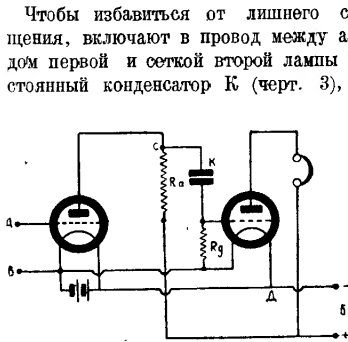 Чтобы избавиться от лишнего с
щения, включают в провод между а
дом первой и сеткой второй лампы
стоянный конденсатор К (черт. 3),
C
K
Ra
А
Rg
В
Д
−
Б
+